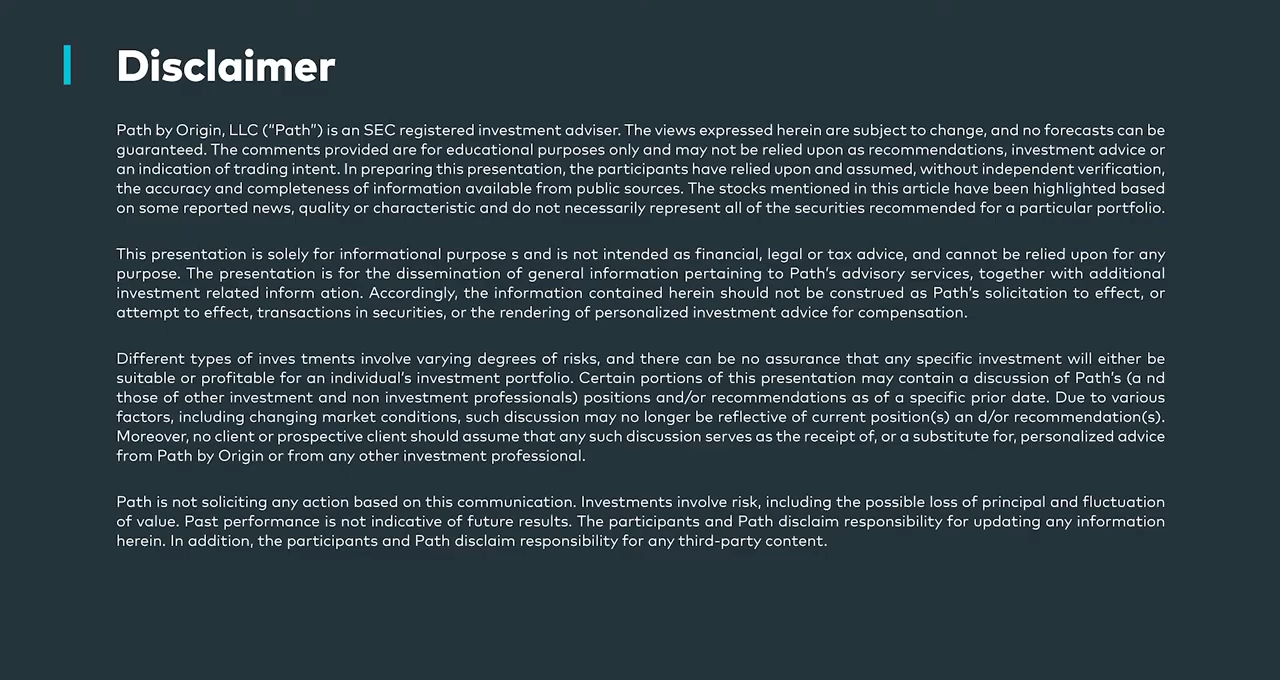 Disclaimer
Path by Origin, LLC (“Path”) is an SEC registered investment adviser. The views expressed herein are subject to change, and no forecasts can be
guaranteed. The comments provided are for educational purposes only and may not be relied upon as recommendations, investment advice or
an indication of trading intent. In preparing this presentation, the participants have relied upon and assumed, without independent verification,
the accuracy and completeness of information available from public sources. The stocks mentioned in this article have been highlighted based
on some reported news, quality or characteristic and do not necessarily represent all of the securities recommended for a particular portfolio.
This presentation is solely for informational purpose s and is not intended as financial, legal or tax advice, and cannot be relied upon for any
purpose. The presentation is for the dissemination of general information pertaining to Path’s advisory services, together with additional
investment related inform ation. Accordingly, the information contained herein should not be construed as Path’s solicitation to effect, or
attempt to effect, transactions in securities, or the rendering of personalized investment advice for compensation.
Different types of inves tments involve varying degrees of risks, and there can be no assurance that any specific investment will either be
suitable or profitable for an individual’s investment portfolio. Certain portions of this presentation may contain a discussion of Path’s (a nd
those of other investment and non investment professionals) positions and/or recommendations as of a specific prior date. Due to various
factors, including changing market conditions, such discussion may no longer be reflective of current position(s) an d/or recommendation(s).
Moreover, no client or prospective client should assume that any such discussion serves as the receipt of, or a substitute for, personalized advice
from Path by Origin or from any other investment professional.
Path is not soliciting any action based on this communication. Investments involve risk, including the possible loss of principal and fluctuation
of value. Past performance is not indicative of future results. The participants and Path disclaim responsibility for updating any information
herein. In addition, the participants and Path disclaim responsibility for any third-party content.